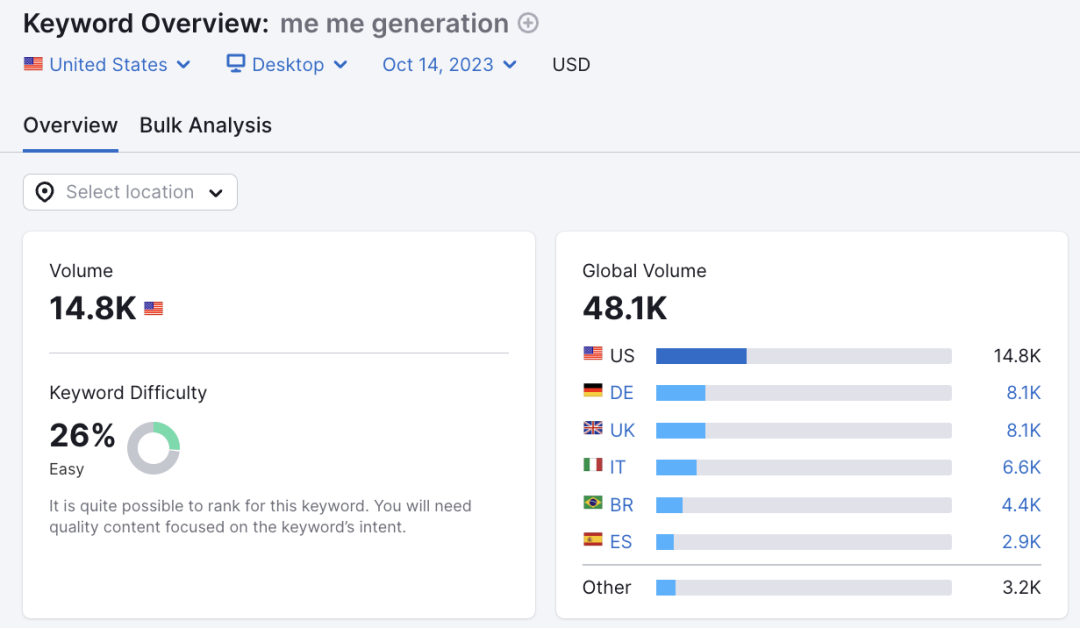 Keyword Overview: me me generation
United States Desktop Oct 14, 2023 USD
Overview Bulk Analysis
Select location
Volume
14.8K
Keyword Difficulty
26%
Easy
It is quite possible to rank for this keyword. You will need
quality content focused on the keyword's intent.
Global Volume
48.1K
US 14.8K
DE 8.1K
UK 8.1K
IT 6.6K
BR 4.4K
ES 2.9K
Other 3.2K